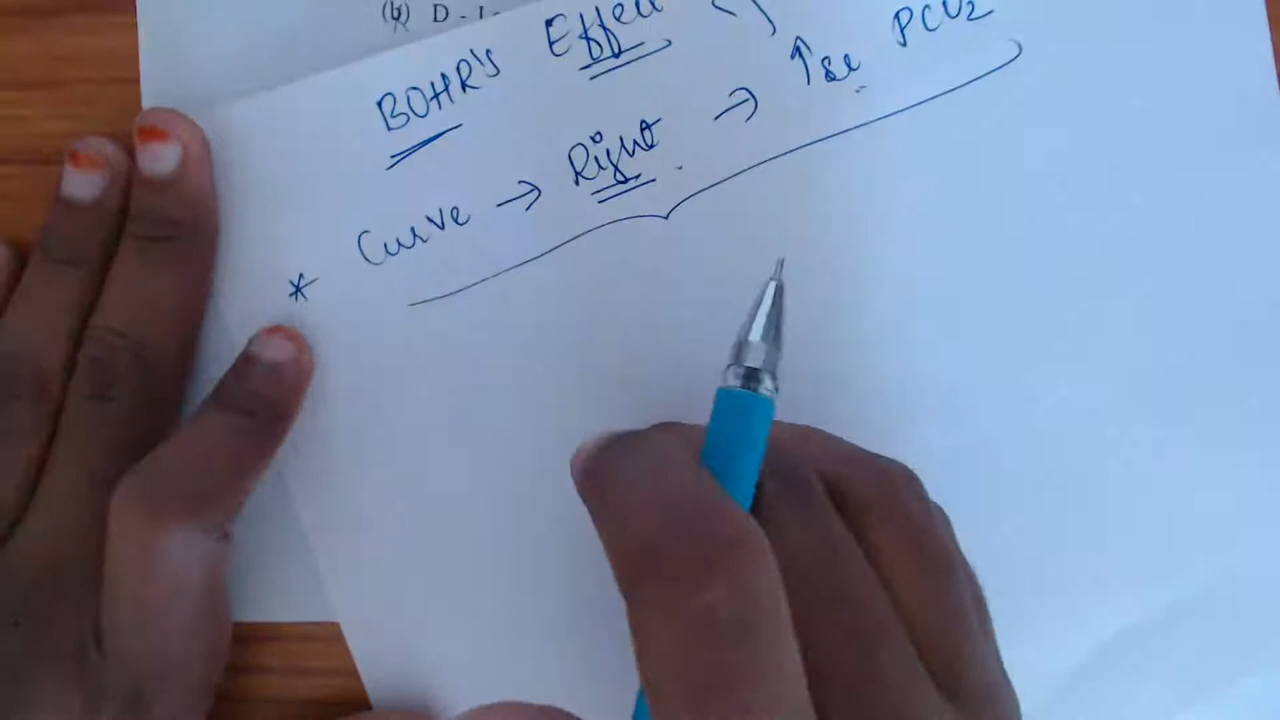 (b) D - I -
BOHR's Effect ( )
* Curve → Right → ↑se PCO2